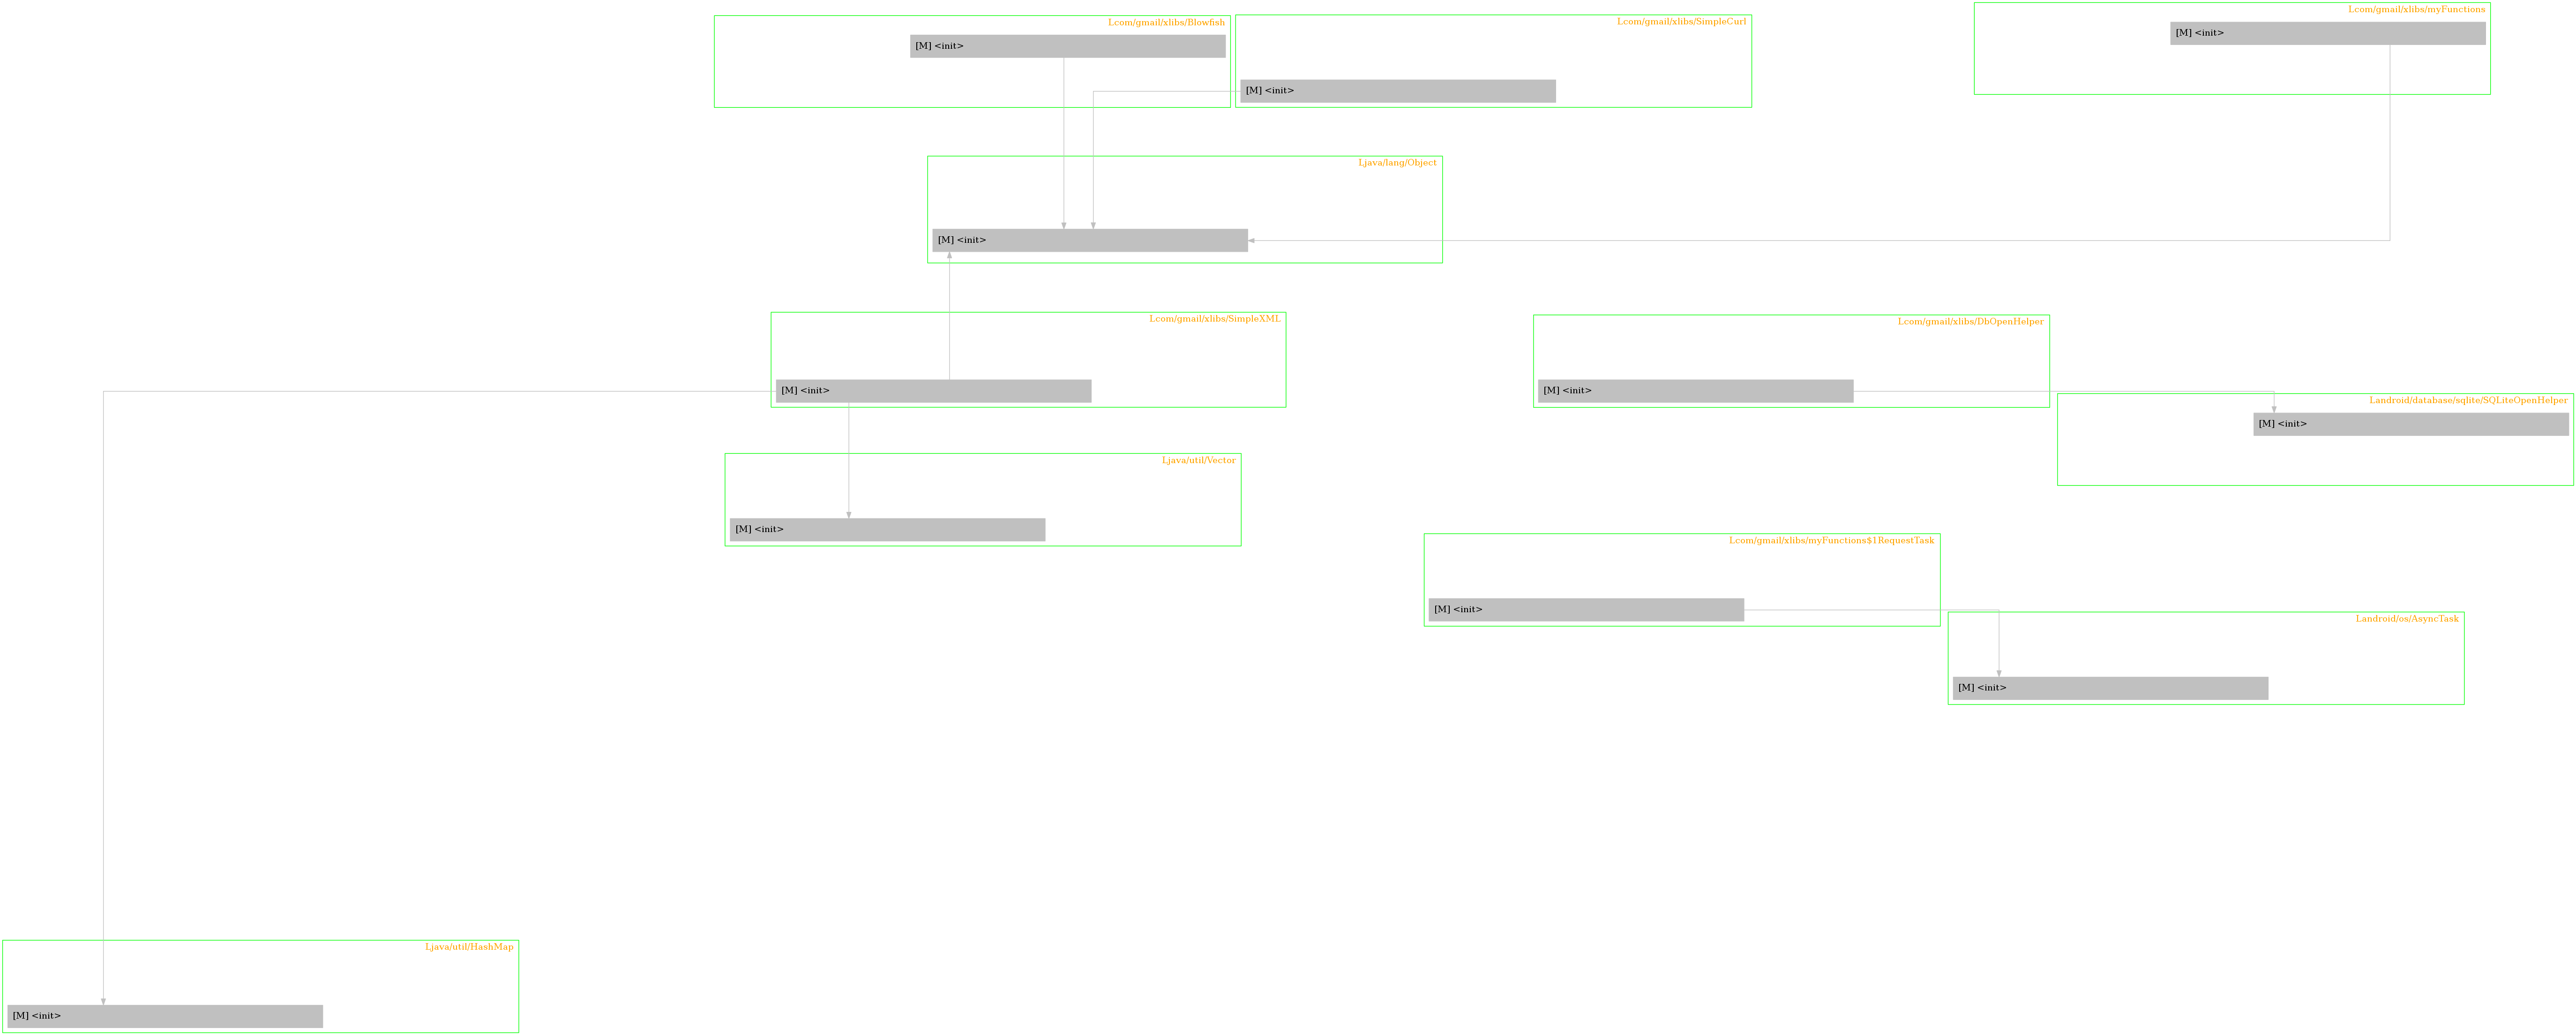 Lcom/gmail/xlibs/Blowfish
[M] <init>
Lcom/gmail/xlibs/SimpleCurl
[M] <init>
Lcom/gmail/xlibs/myFunctions
[M] <init>
Ljava/lang/Object
[M] <init>
Lcom/gmail/xlibs/SimpleXML
[M] <init>
Lcom/gmail/xlibs/DbOpenHelper
[M] <init>
Landroid/database/sqlite/SQLiteOpenHelper
[M] <init>
Ljava/util/Vector
[M] <init>
Lcom/gmail/xlibs/myFunctions$1RequestTask
[M] <init>
Landroid/os/AsyncTask
[M] <init>
Ljava/util/HashMap
[M] <init>